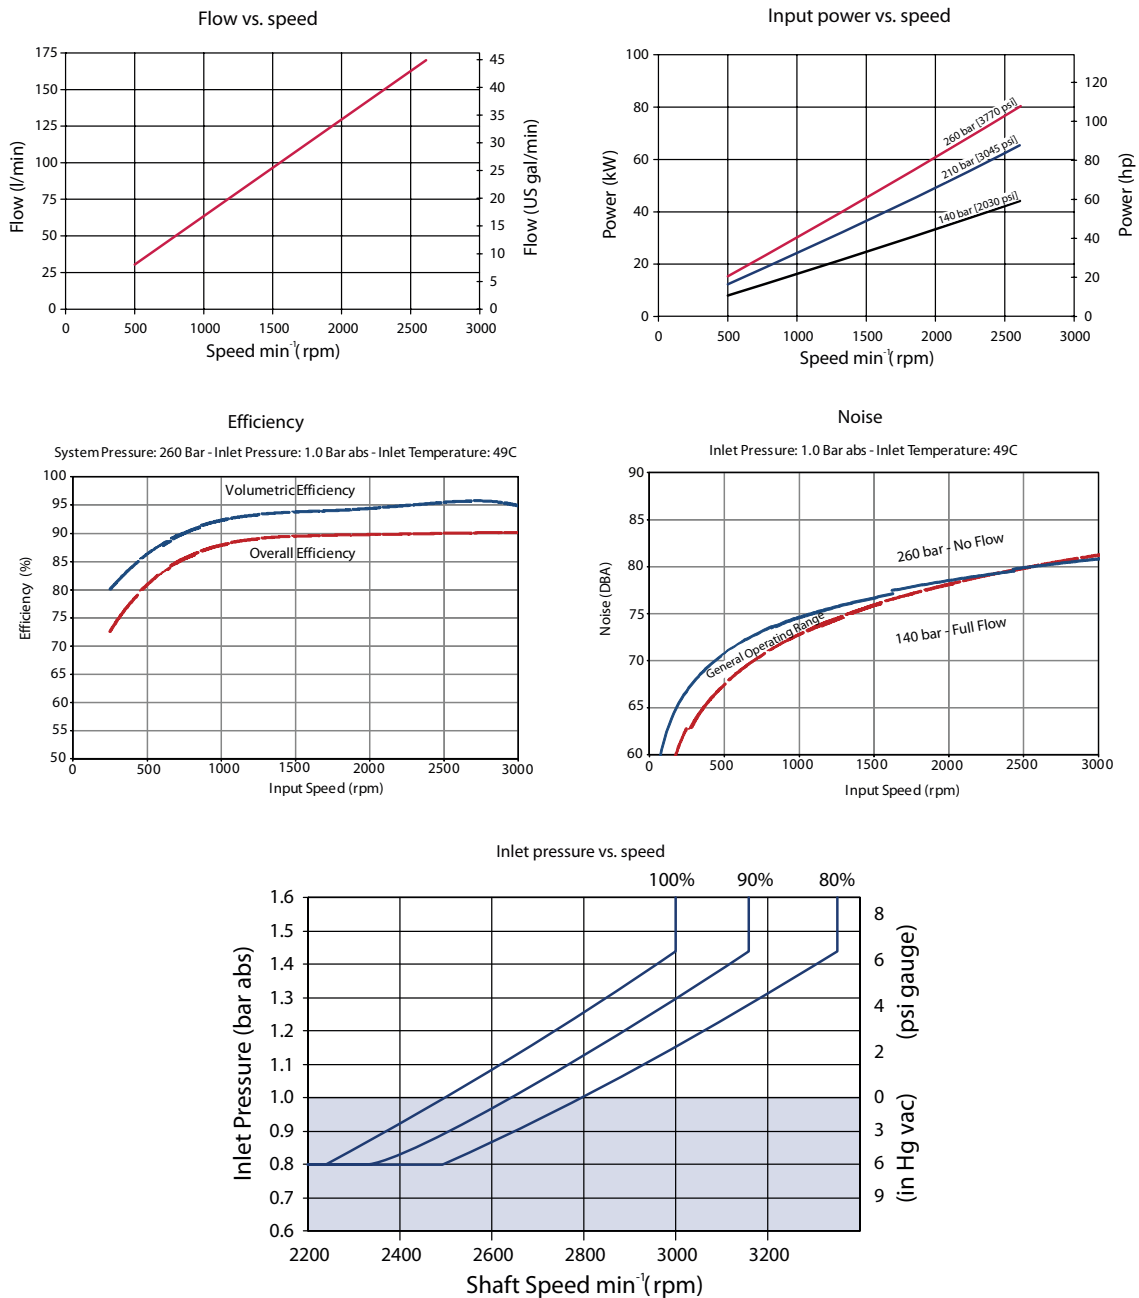 Flow vs. speed
175
150
125
100
75
50
25
0
Flow (l/min)
45
40
35
30
25
20
15
10
5
0
Flow (US gal/min)
0 500 1000 1500 2000 2500 3000
Speed min⁻¹(rpm)
Input power vs. speed
100
80
60
40
20
0
Power (kW)
260 bar [3770 psi]
210 bar [3045 psi]
140 bar [2030 psi]
120
100
80
60
40
20
0
Power (hp)
0 500 1000 1500 2000 2500 3000
Speed min⁻¹(rpm)
Efficiency
System Pressure: 260 Bar - Inlet Pressure: 1.0 Bar abs - Inlet Temperature: 49C
100
95
90
85
80
75
70
65
60
55
50
Efficiency (%)
Volumetric Efficiency
Overall Efficiency
0 500 1000 1500 2000 2500 3000
Input Speed (rpm)
Noise
Inlet Pressure: 1.0 Bar abs - Inlet Temperature: 49C
90
85
80
75
70
65
60
Noise (DBA)
260 bar - No Flow
General Operating Range
140 bar - Full Flow
0 500 1000 1500 2000 2500 3000
Input Speed (rpm)
Inlet pressure vs. speed
100% 90% 80%
1.6
1.5
1.4
1.3
1.2
1.1
1.0
0.9
0.8
0.7
0.6
Inlet Pressure (bar abs)
8
6
4
2
0
3
6
9
(psi gauge)
(in Hg vac)
2200 2400 2600 2800 3000 3200
Shaft Speed min⁻¹(rpm)